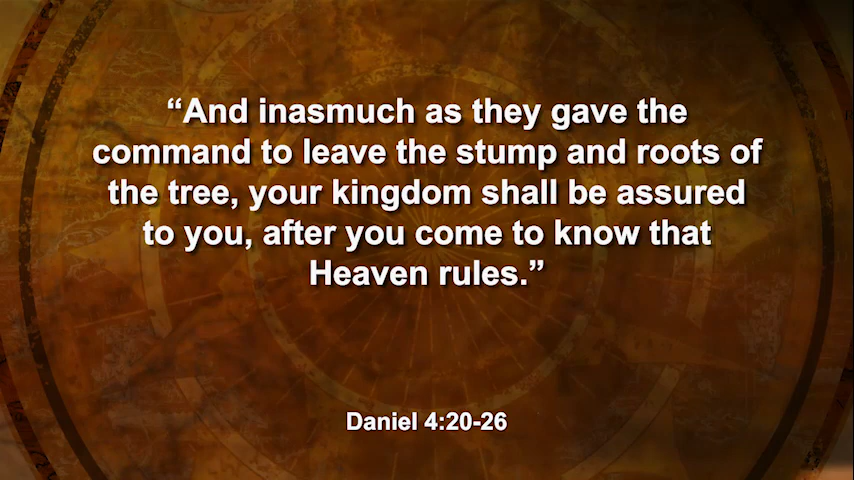 “And inasmuch as they gave the
command to leave the stump and roots of
the tree, your kingdom shall be assured
to you, after you come to know that
Heaven rules.”
Daniel 4:20-26